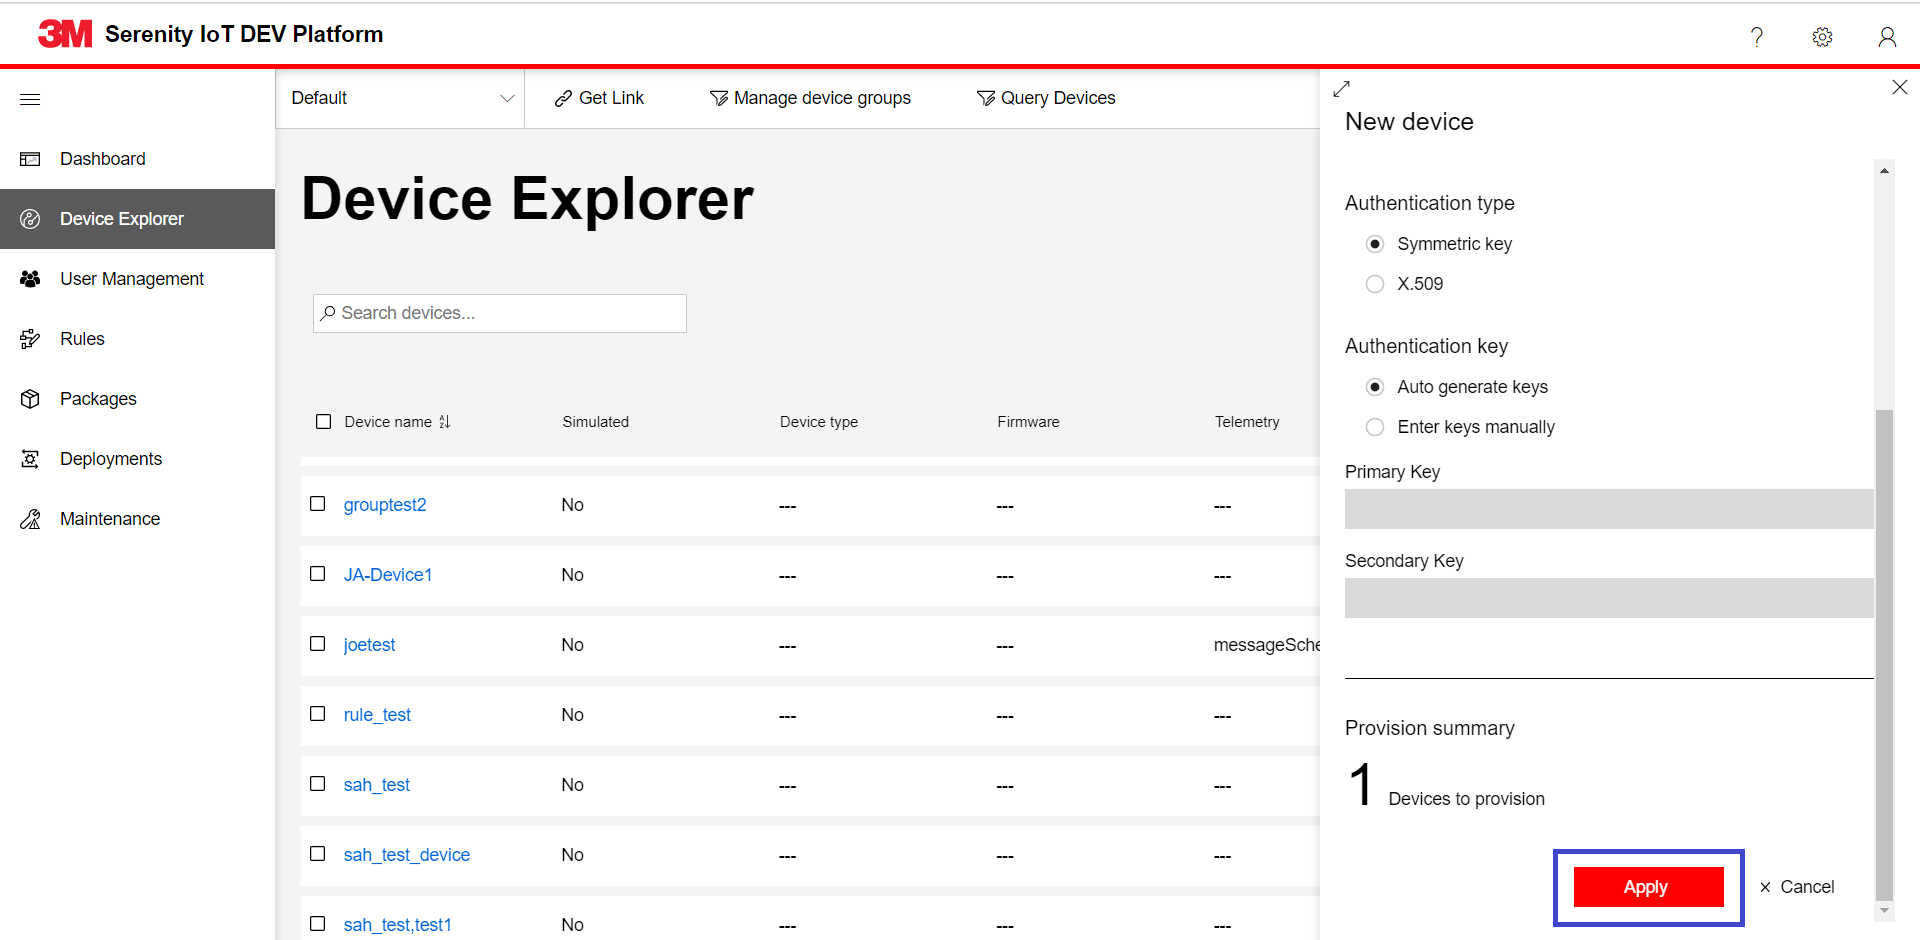 3M Serenity IoT DEV Platform
Default
Get Link
Manage device groups
Query Devices
Dashboard
Device Explorer
User Management
Rules
Packages
Deployments
Maintenance
Device Explorer
Search devices...
Device name Simulated Device type Firmware Telemetry
grouptest2 No --- --- ---
JA-Device1 No --- --- ---
joetest No --- --- messageSche
rule_test No --- --- ---
sah_test No --- --- ---
sah_test_device No --- --- ---
sah_test,test1 No --- --- ---
New device
Authentication type
Symmetric key
X.509
Authentication key
Auto generate keys
Enter keys manually
Primary Key
Secondary Key
Provision summary
1 Devices to provision
Apply
Cancel